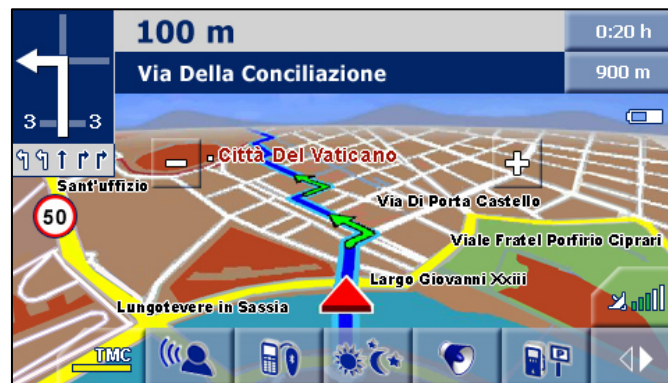 100 m
0:20 h
Via Della Conciliazione
900 m
3 3
- Città Del Vaticano +
Sant'uffizio
Via Di Porta Castello
50
Viale Fratel Porfirio Ciprari
Largo Giovanni Xxiii
Lungotevere in Sassia
TMC
P